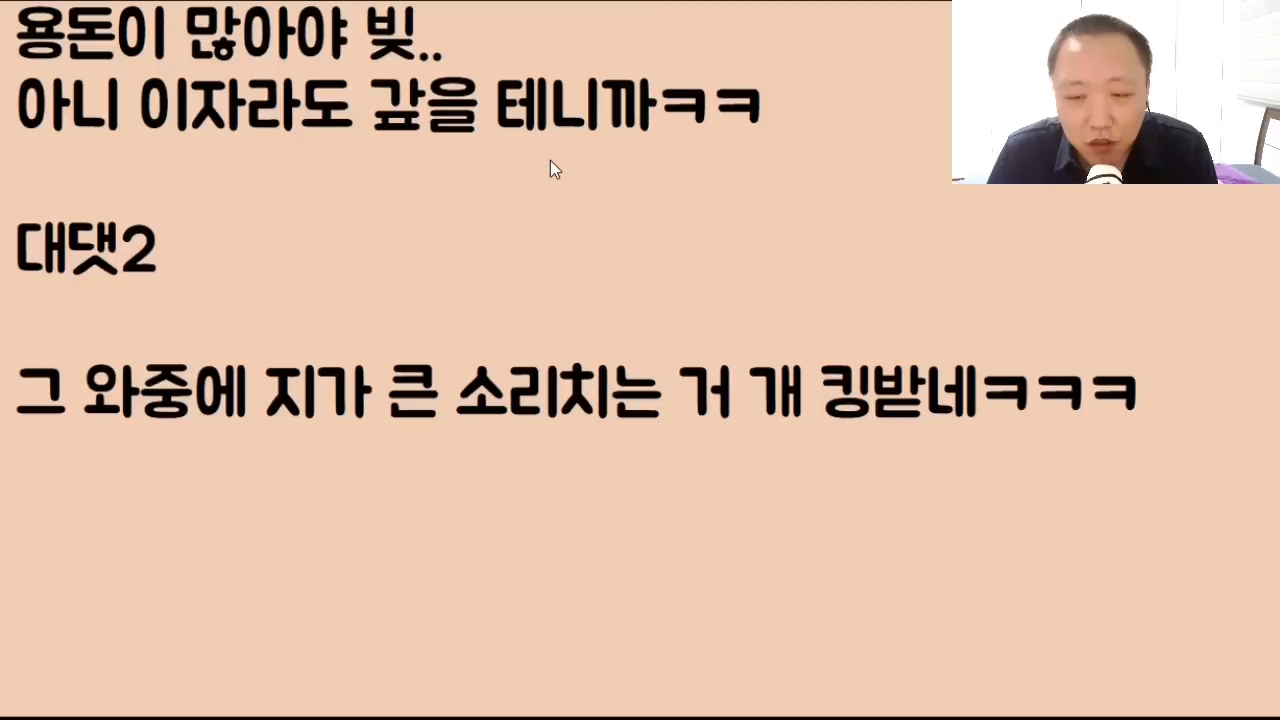 용돈이 많아야 빚..
아니 이자라도 갚을 테니까ㅋㅋ
대댓2
그 와중에 지가 큰 소리치는 거 개 킹받네ㅋㅋㅋ